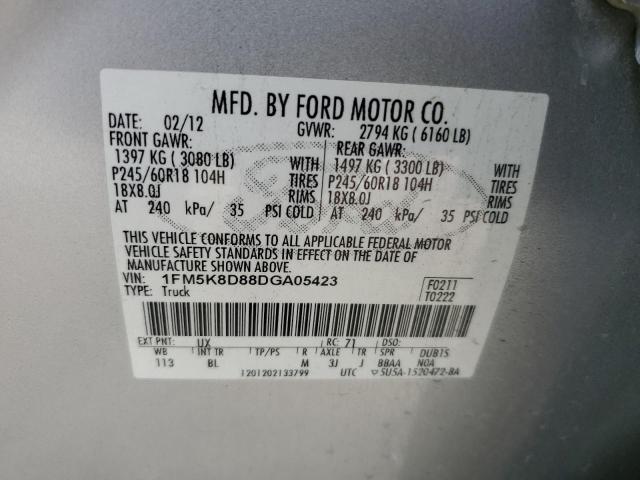 MFD. BY FORD MOTOR CO.
DATE: 02/12 GVWR: 2794 KG ( 6160 LB)
FRONT GAWR: REAR GAWR:
1397 KG ( 3080 LB) WITH 1497 KG ( 3300 LB) WITH
P245/60R18 104H TIRES P245/60R18 104H TIRES
18X8.0J RIMS 18X8.0J RIMS
AT 240 kPa/ 35 PSI COLD AT 240 kPa/ 35 PSI COLD
THIS VEHICLE CONFORMS TO ALL APPLICABLE FEDERAL MOTOR
VEHICLE SAFETY STANDARDS IN EFFECT ON THE DATE OF
MANUFACTURE SHOWN ABOVE.
VIN: 1FM5K8D88DGA05423 F0211
TYPE: Truck T0222
EXT PNT: UX RC: 71 DSO:
WB INT TR TP/PS R AXLE TR SPR DUB1S
113 BL M 3J J BBAA NOA
1201202133799 UTC 5U5A-1520472-BA